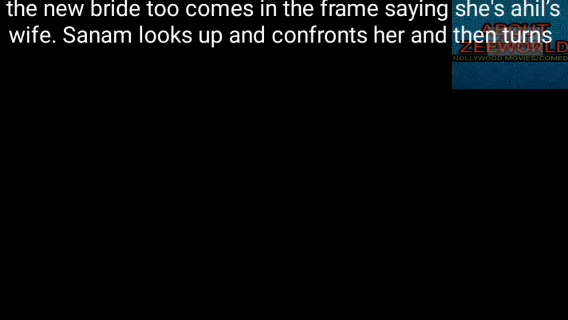 the new bride too comes in the frame saying she's ahil's
wife. Sanam looks up and confronts her and then turns
ABOUT
ZEEWORLD
NOLLYWOOD MOVIES/COMED